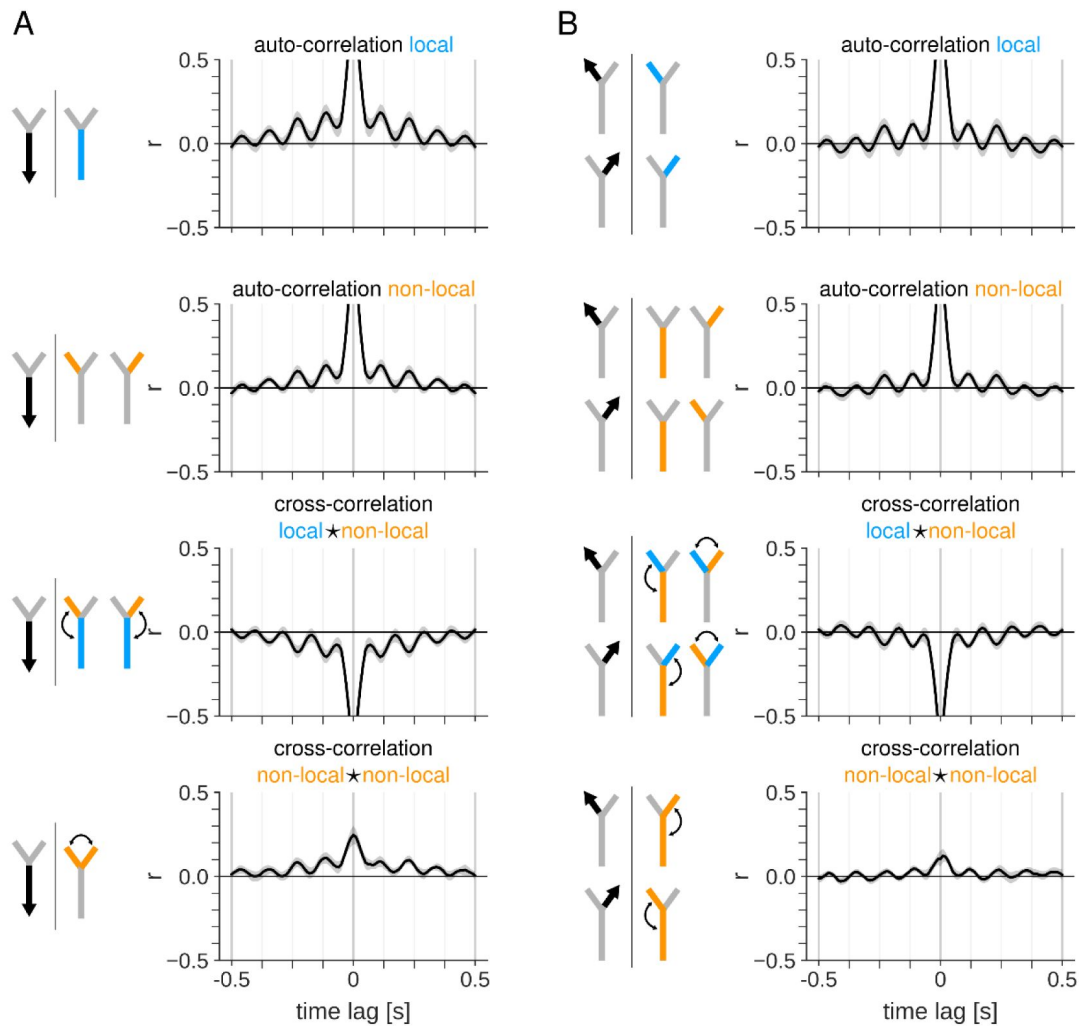 A
auto-correlation local
0.5
0.0
−0.5
r
auto-correlation non-local
0.5
0.0
−0.5
r
cross-correlation
local★non-local
0.5
0.0
−0.5
r
cross-correlation
non-local★non-local
0.5
0.0
−0.5
r
-0.5 0 0.5
time lag [s]
B
auto-correlation local
0.5
0.0
−0.5
r
auto-correlation non-local
0.5
0.0
−0.5
r
cross-correlation
local★non-local
0.5
0.0
−0.5
r
cross-correlation
non-local★non-local
0.5
0.0
−0.5
r
-0.5 0 0.5
time lag [s]